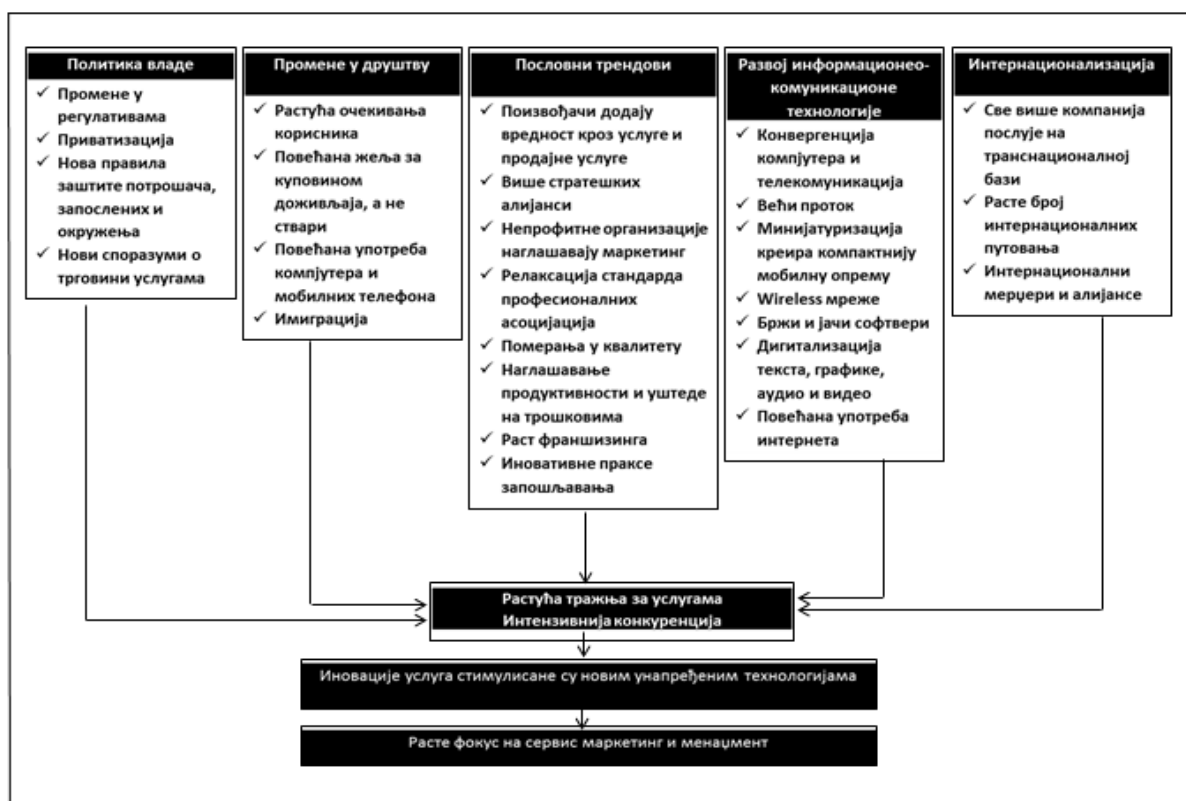 Политика владе
Промене у
регулативама
Приватизација
Нова правила
заштите потрошача,
запослених и
окружења
Нови споразуми о
трговини услугама
Промене у друштву
Растућа очекивања
корисника
Повећана жеља за
куповином
доживљаја, а не
ствари
Повећана употреба
компјутера и
мобилних телефона
Имиграција
Пословни трендови
Поизвођачи додају
вредност кроз услуге и
продајне услуге
Више стратешких
алијанси
Непрофитне организације
наглашавају маркетинг
Релаксација стандарда
професионалних
асоцијација
Померања у квалитету
Наглашавање
продуктивности и уштеде
на трошковима
Раст франшизинга
Иновативне праксе
запошљавања
Развој информационео-
комуникационе
технологије
Конвергенција
компјутера и
телекомуникација
Већи проток
Минијатуризација
креира компактнију
мобилну опрему
Wireless мреже
Бржи и јачи софтвери
Дигитализација
текста, графике,
аудио и видео
Повећана употреба
интернета
Интернационализација
Све више компанија
послује на
транснационалној
бази
Расте број
интернационалних
путовања
Интернационални
мерџери и алијансе
Растућа тражња за услугама
Интензивнија конкуренција
Иновације услуга стимулисане су новим унапређеним технологијама
Расте фокус на сервис маркетинг и менаџмент